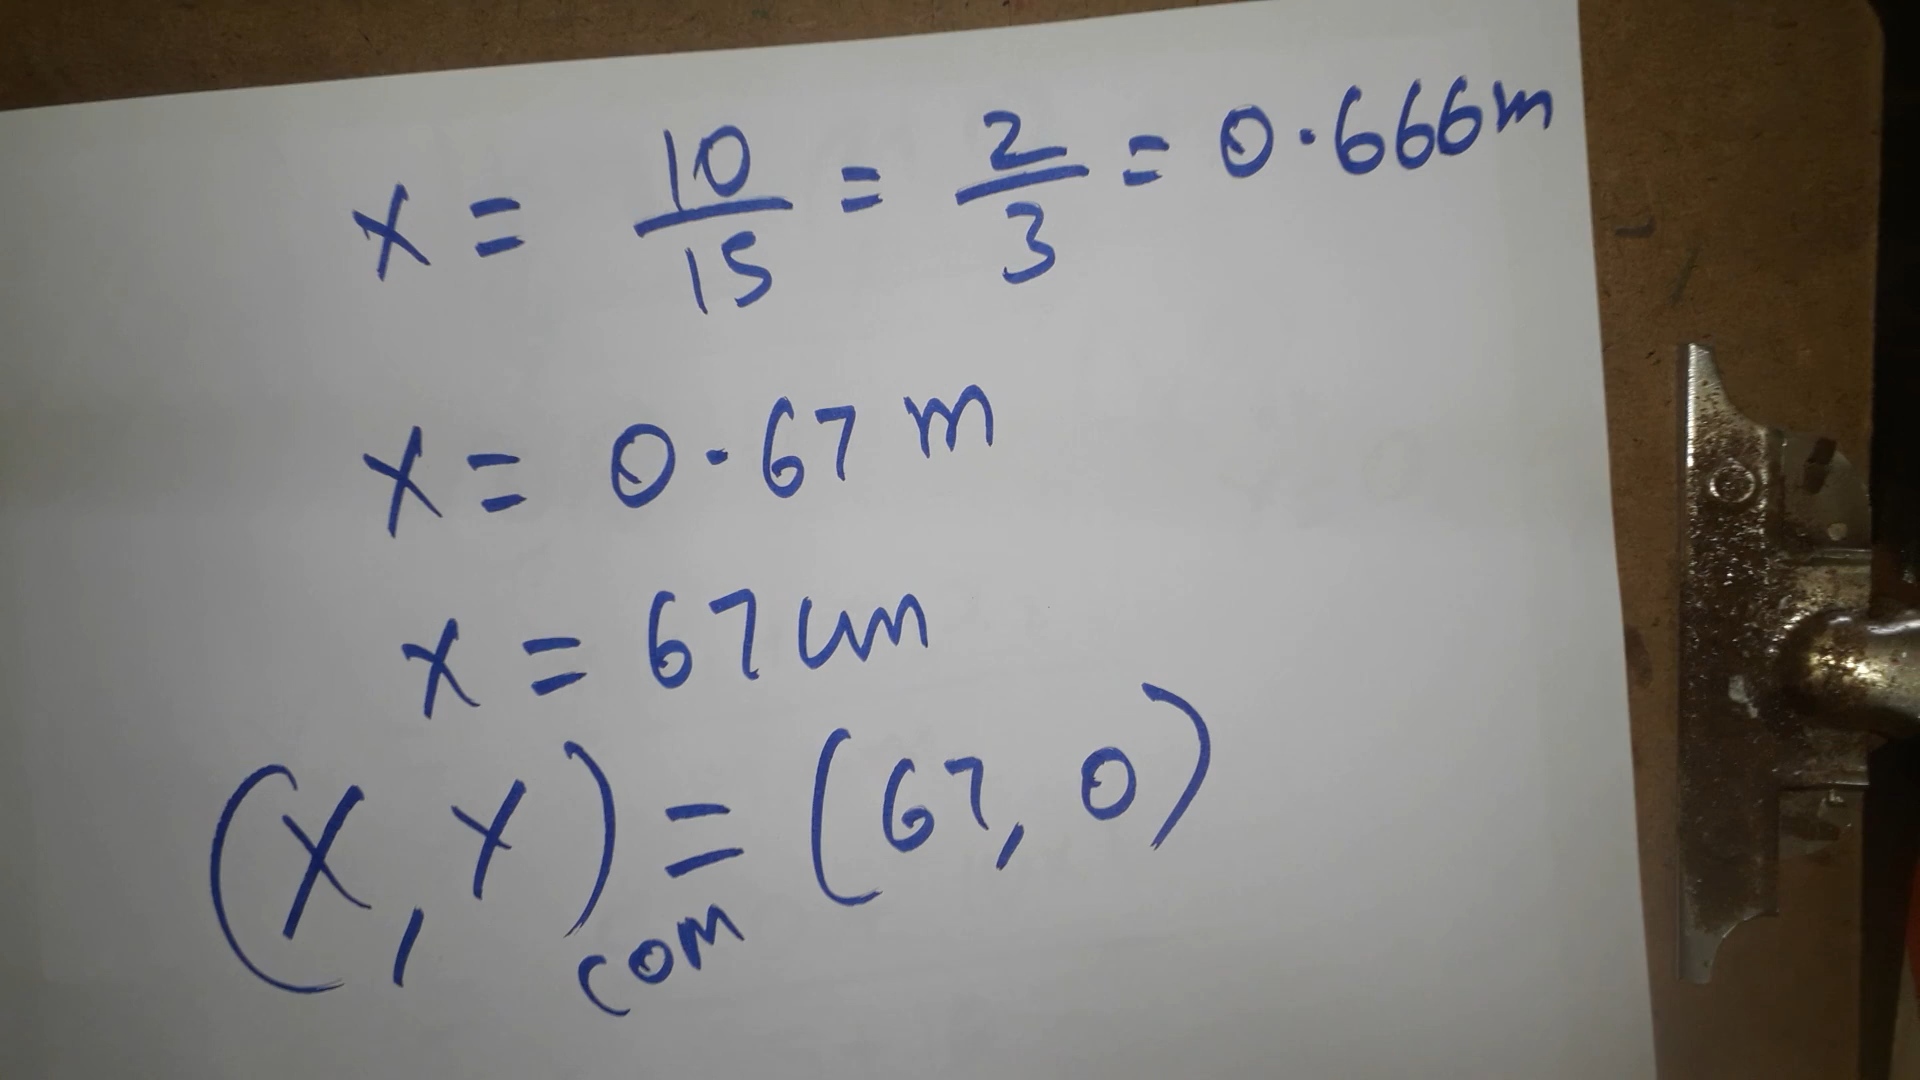 x = 10/15 = 2/3 = 0.666m
x = 0.67 m
x = 67 cm
(x, y)com = (67, 0)